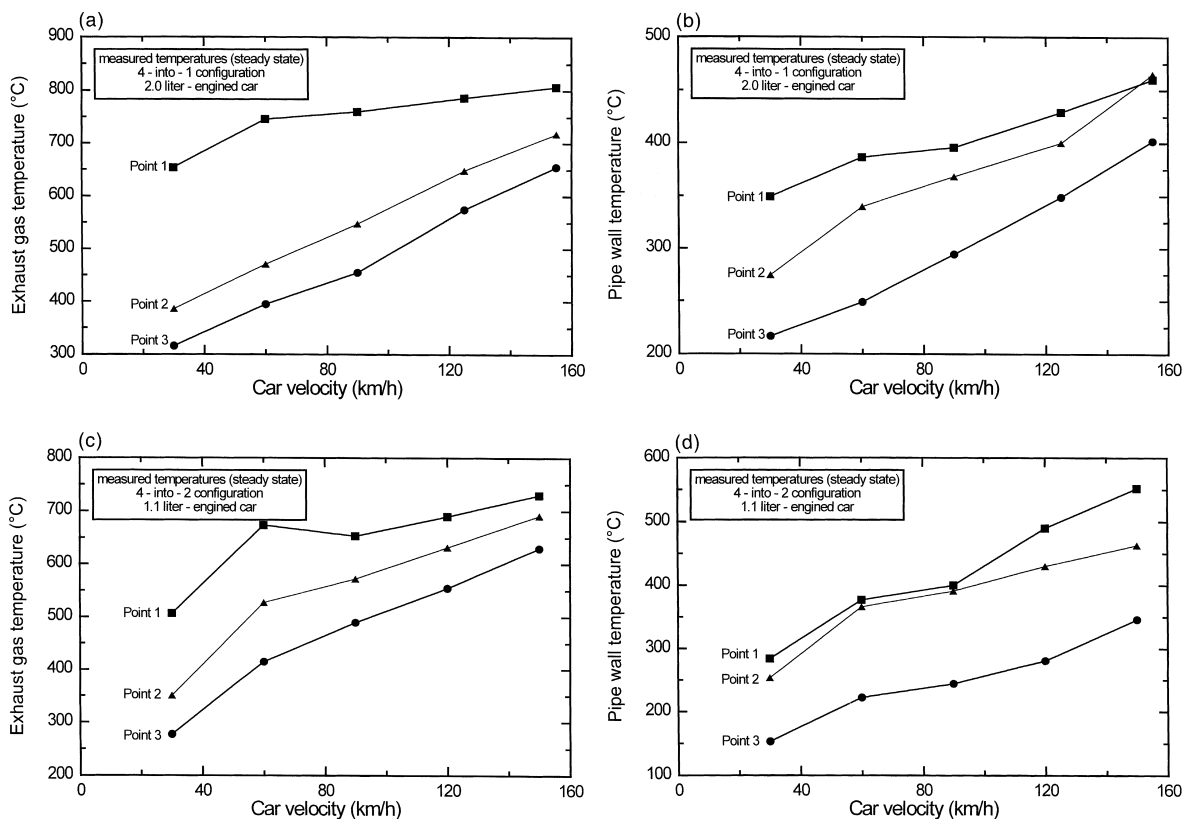 (a)
900
800
700
600
500
400
300
measured temperatures (steady state)
4 - into - 1 configuration
2.0 liter - engined car
Point 1
Point 2
Point 3
Exhaust gas temperature (°C)
0 40 80 120 160
Car velocity (km/h)
(b)
500
400
300
200
measured temperatures (steady state)
4 - into - 1 configuration
2.0 liter - engined car
Point 1
Point 2
Point 3
Pipe wall temperature (°C)
0 40 80 120 160
Car velocity (km/h)
(c)
800
700
600
500
400
300
200
measured temperatures (steady state)
4 - into - 2 configuration
1.1 liter - engined car
Point 1
Point 2
Point 3
Exhaust gas temperature (°C)
0 40 80 120 160
Car velocity (km/h)
(d)
600
500
400
300
200
100
measured temperatures (steady state)
4 - into - 2 configuration
1.1 liter - engined car
Point 1
Point 2
Point 3
Pipe wall temperature (°C)
0 40 80 120 160
Car velocity (km/h)